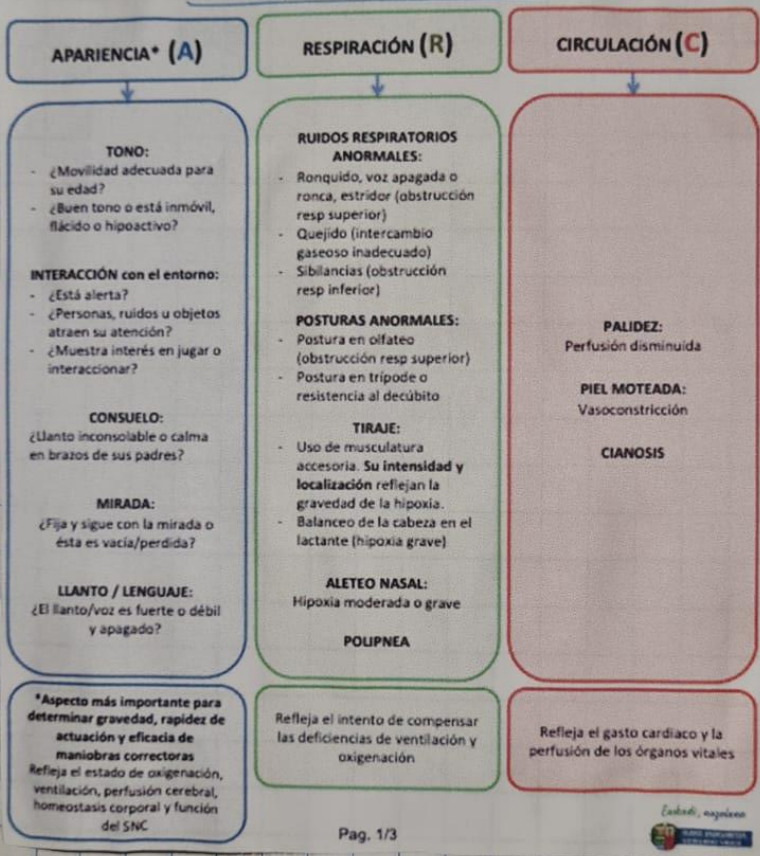 APARIENCIA* (A)
TONO:
- ¿Movilidad adecuada para
su edad?
- ¿Buen tono o está inmóvil,
flácido o hipoactivo?
INTERACCIÓN con el entorno:
- ¿Está alerta?
- ¿Personas, ruidos u objetos
atraen su atención?
- ¿Muestra interés en jugar o
interaccionar?
CONSUELO:
¿Llanto inconsolable o calma
en brazos de sus padres?
MIRADA:
¿Fija y sigue con la mirada o
ésta es vacía/perdida?
LLANTO / LENGUAJE:
¿El llanto/voz es fuerte o débil
y apagado?
*Aspecto más importante para
determinar gravedad, rapidez de
actuación y eficacia de
maniobras correctoras
Refleja el estado de oxigenación,
ventilación, perfusión cerebral,
homeostasis corporal y función
del SNC
RESPIRACIÓN (R)
RUIDOS RESPIRATORIOS
ANORMALES:
- Ronquido, voz apagada o
ronca, estridor (obstrucción
resp superior)
- Quejido (intercambio
gaseoso inadecuado)
- Sibilancias (obstrucción
resp inferior)
POSTURAS ANORMALES:
- Postura en olfateo
(obstrucción resp superior)
- Postura en trípode o
resistencia al decúbito
TIRAJE:
- Uso de musculatura
accesoria. Su intensidad y
localización reflejan la
gravedad de la hipoxia.
- Balanceo de la cabeza en el
lactante (hipoxia grave)
ALETEO NASAL:
Hipoxia moderada o grave
POLIPNEA
Refleja el intento de compensar
las deficiencias de ventilación y
oxigenación
CIRCULACIÓN (C)
PALIDEZ:
Perfusión disminuida
PIEL MOTEADA:
Vasoconstricción
CIANOSIS
Refleja el gasto cardiaco y la
perfusión de los órganos vitales
Pag. 1/3
Euskadi, auzolana